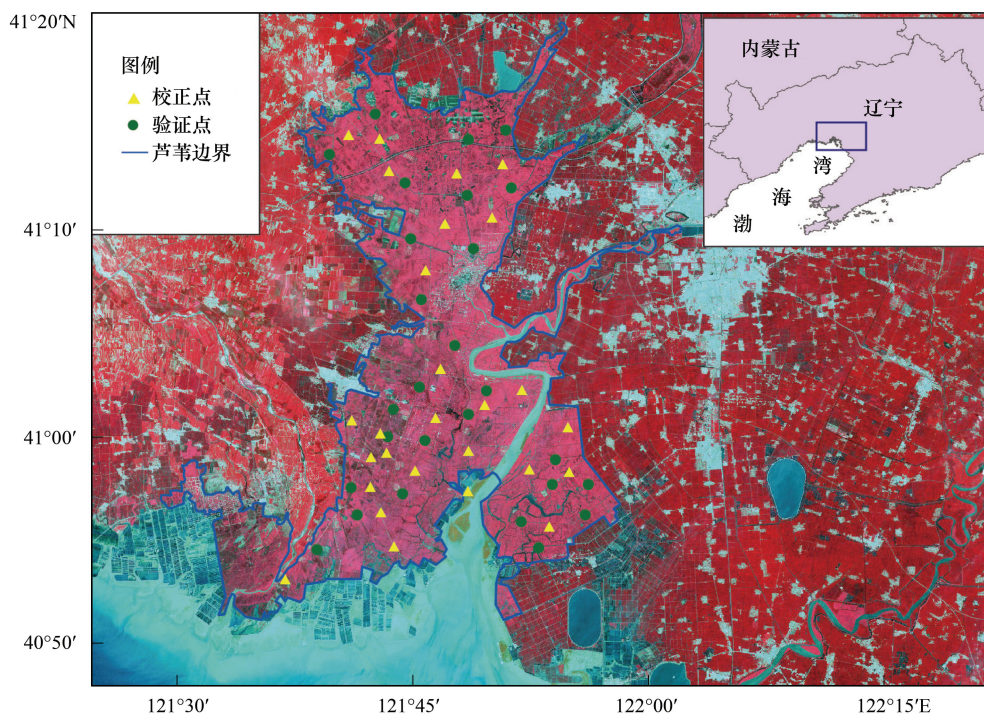 41°20′N
图例
校正点
验证点
芦苇边界
内蒙古
辽宁
湾
海
渤
41°10′
41°00′
40°50′
121°30′
121°45′
122°00′
122°15′E